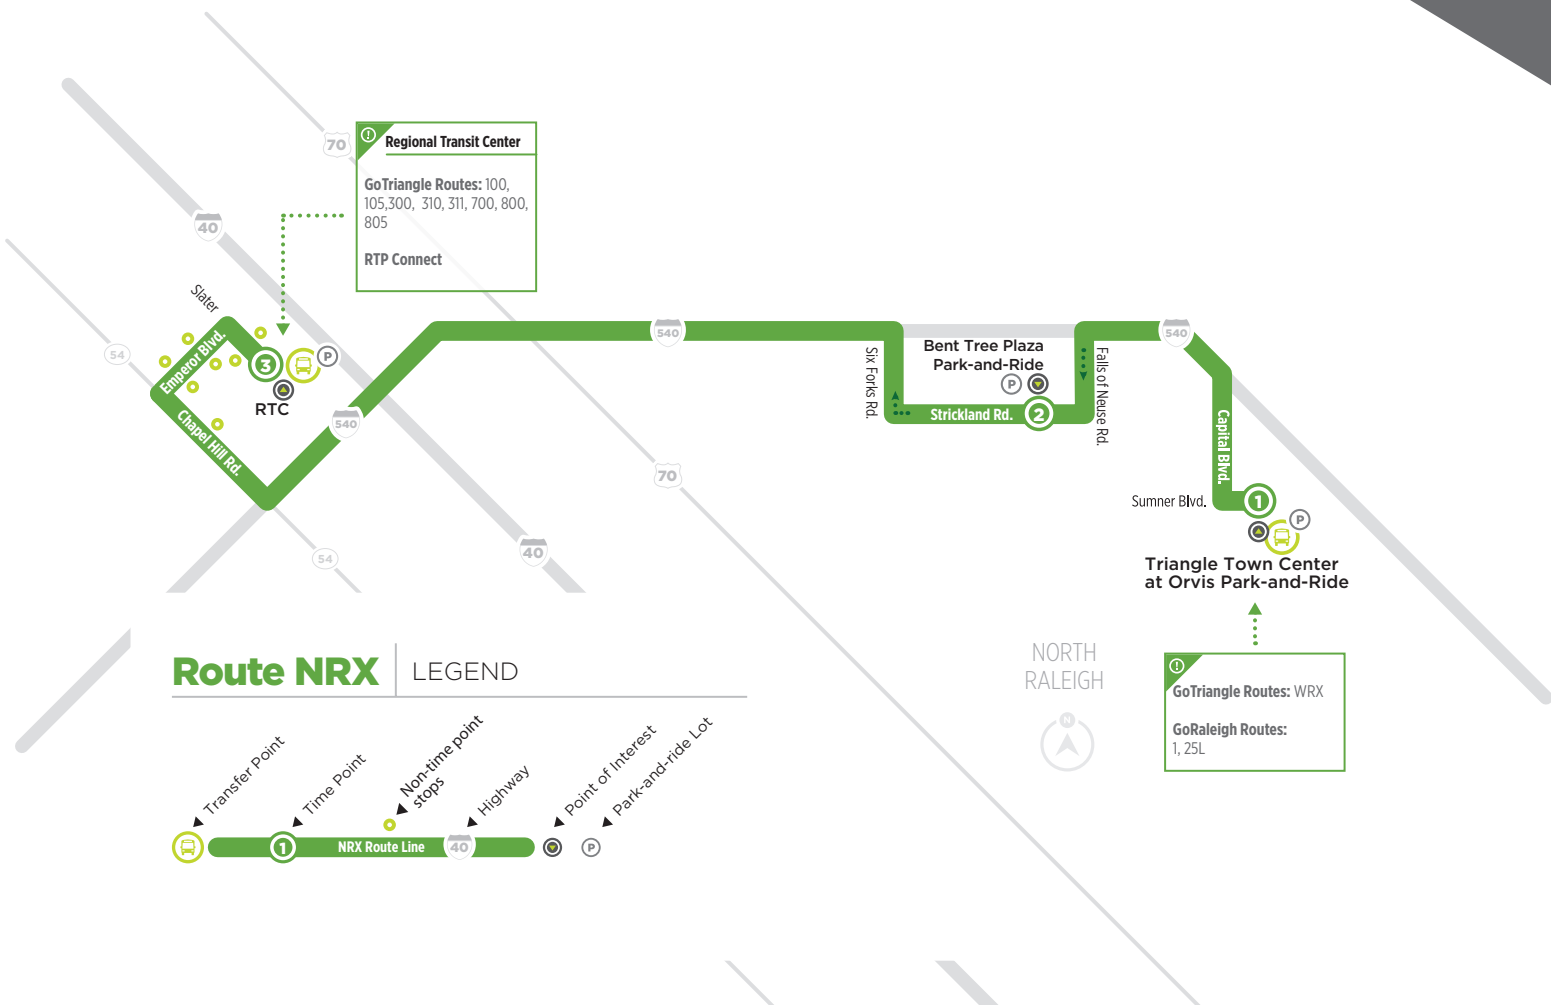 70
Regional Transit Center
GoTriangle Routes: 100,
105,300, 310, 311, 700, 800,
805
RTP Connect
40
Slater
54
Emperor Blvd.
3
P
RTC
Chapel Hill Rd.
540
540
Six Forks Rd.
Bent Tree Plaza
Park-and-Ride
P
Strickland Rd.
2
Falls of Neuse Rd.
540
Capital Blvd.
70
Sumner Blvd.
1
P
Triangle Town Center
at Orvis Park-and-Ride
40
54
NORTH
RALEIGH
N
GoTriangle Routes: WRX
GoRaleigh Routes:
1, 25L
Route NRX
LEGEND
Transfer Point
Time Point
Non-time point
stops
Highway
Point of Interest
Park-and-ride Lot
1
NRX Route Line
40
P